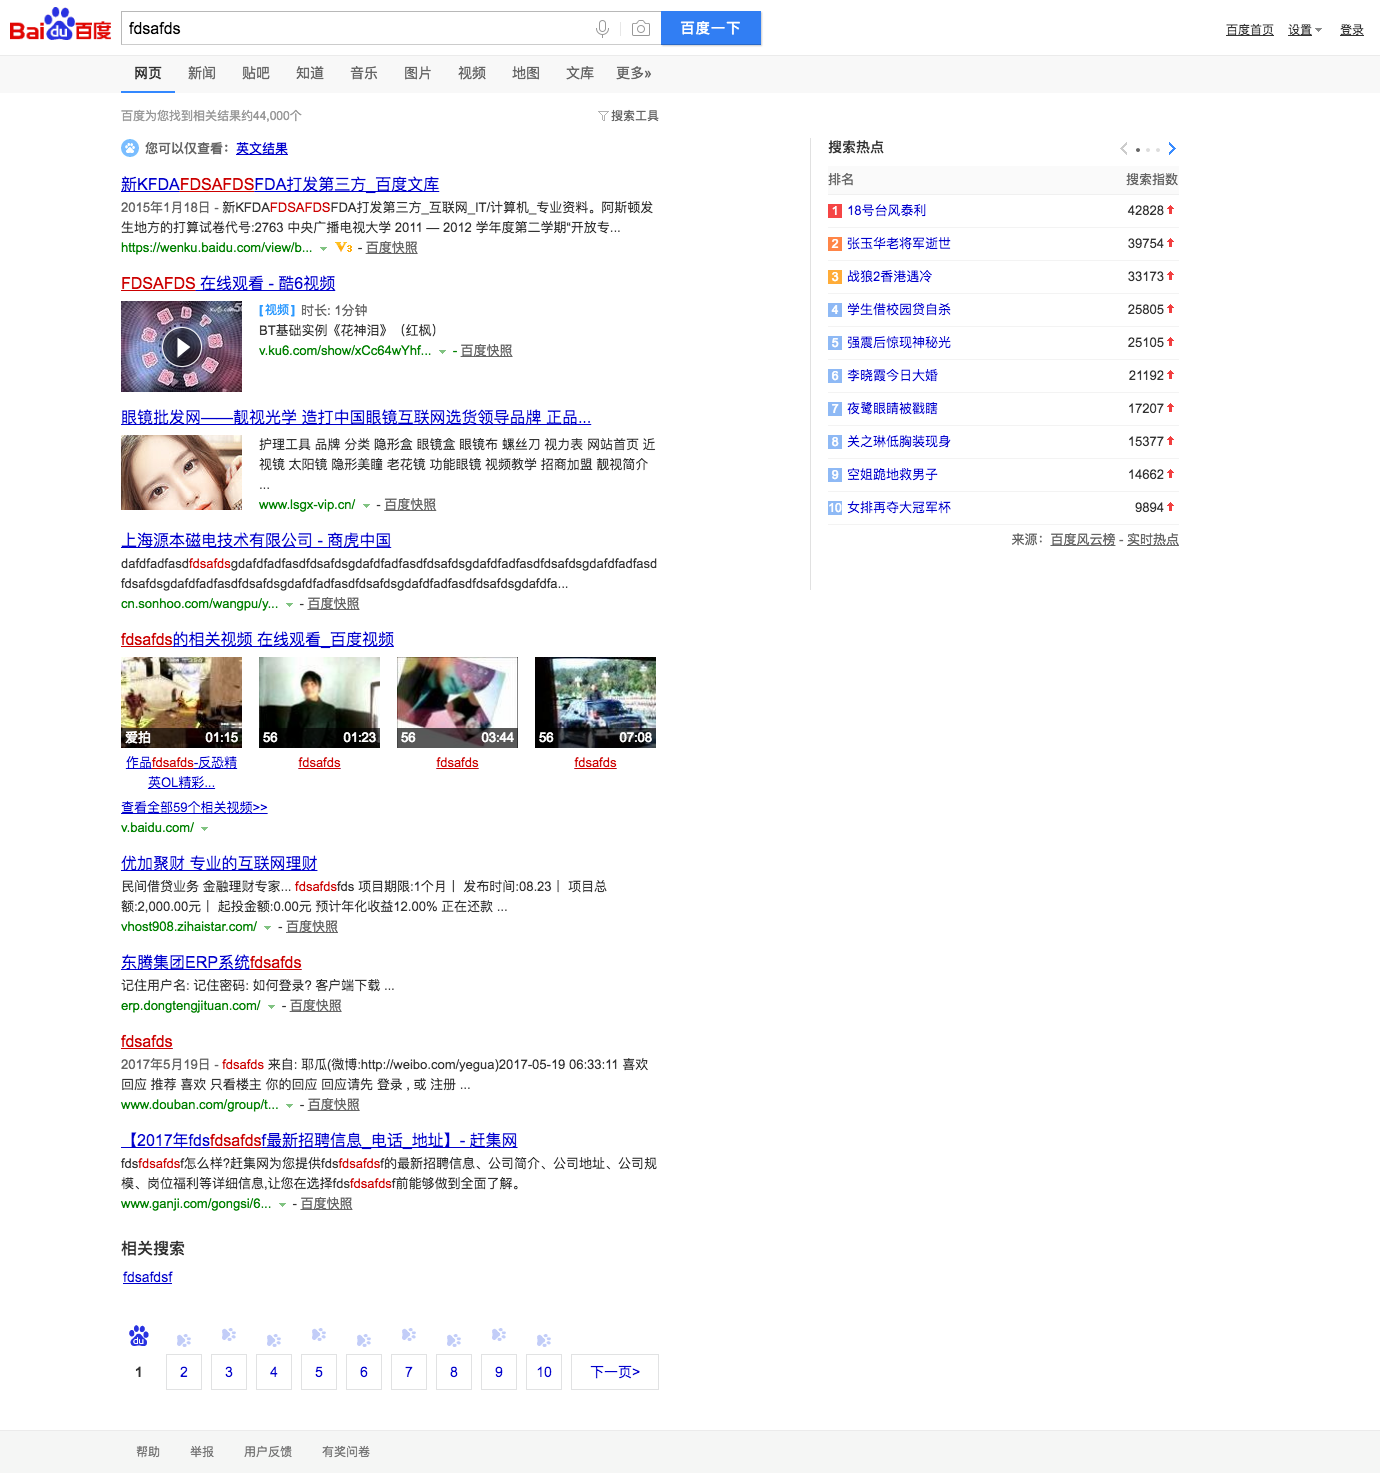 Bai du 百度
fdsafds
百度一下
百度首页 设置 登录
网页 新闻 贴吧 知道 音乐 图片 视频 地图 文库 更多»
百度为您找到相关结果约44,000个
搜索工具
您可以仅查看：英文结果
新KFDAFDSAFDSFDA打发第三方_百度文库
2015年1月18日 - 新KFDAFDSAFDSFDA打发第三方_互联网_IT/计算机_专业资料。阿斯顿发
生地方的打算试卷代号:2763 中央广播电视大学 2011 — 2012 学年度第二学期"开放专...
https://wenku.baidu.com/view/b... V3 - 百度快照
FDSAFDS 在线观看 - 酷6视频
[视频] 时长: 1分钟
BT基础实例《花神泪》（红枫）
v.ku6.com/show/xCc64wYhf... - 百度快照
眼镜批发网——靓视光学 造打中国眼镜互联网选货领导品牌 正品...
护理工具 品牌 分类 隐形盒 眼镜盒 眼镜布 螺丝刀 视力表 网站首页 近
视镜 太阳镜 隐形美瞳 老花镜 功能眼镜 视频教学 招商加盟 靓视简介
...
www.lsgx-vip.cn/ - 百度快照
上海源本磁电技术有限公司 - 商虎中国
dafdfadfasdfdsafdsgdafdfadfasdfdsafdsgdafdfadfasdfdsafdsgdafdfadfasdfdsafdsgdafdfadfasd
fdsafdsgdafdfadfasdfdsafdsgdafdfadfasdfdsafdsgdafdfadfasdfdsafdsgdafdfa...
cn.sonhoo.com/wangpu/y... - 百度快照
fdsafds的相关视频 在线观看_百度视频
爱拍 01:15 56 01:23 56 03:44 56 07:08
作品fdsafds-反恐精 fdsafds fdsafds fdsafds
英OL精彩...
查看全部59个相关视频>>
v.baidu.com/
优加聚财 专业的互联网理财
民间借贷业务 金融理财专家... fdsafdsfds 项目期限:1个月丨 发布时间:08.23丨 项目总
额:2,000.00元丨 起投金额:0.00元 预计年化收益12.00% 正在还款 ...
vhost908.zihaistar.com/ - 百度快照
东腾集团ERP系统fdsafds
记住用户名: 记住密码: 如何登录? 客户端下载 ...
erp.dongtengjituan.com/ - 百度快照
fdsafds
2017年5月19日 - fdsafds 来自: 耶瓜(微博:http://weibo.com/yegua)2017-05-19 06:33:11 喜欢
回应 推荐 喜欢 只看楼主 你的回应 回应请先 登录 , 或 注册 ...
www.douban.com/group/t... - 百度快照
【2017年fdsfdsafdsf最新招聘信息_电话_地址】- 赶集网
fdsfdsafdsf怎么样?赶集网为您提供fdsfdsafdsf的最新招聘信息、公司简介、公司地址、公司规
模、岗位福利等详细信息,让您在选择fdsfdsafdsf前能够做到全面了解。
www.ganji.com/gongsi/6... - 百度快照
相关搜索
fdsafdsf
du
1 2 3 4 5 6 7 8 9 10 下一页>
搜索热点
排名 搜索指数
1 18号台风泰利 42828
2 张玉华老将军逝世 39754
3 战狼2香港遇冷 33173
4 学生借校园贷自杀 25805
5 强震后惊现神秘光 25105
6 李晓霞今日大婚 21192
7 夜鹭眼睛被戳瞎 17207
8 关之琳低胸装现身 15377
9 空姐跪地救男子 14662
10 女排再夺大冠军杯 9894
来源：百度风云榜 - 实时热点
帮助 举报 用户反馈 有奖问卷